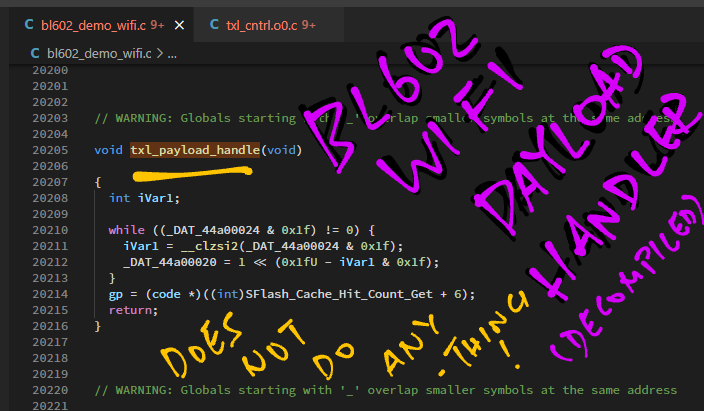 bl602_demo_wifi.c 9+ txl_cntrl.o0.c 9+
bl602_demo_wifi.c > ...
20200
20201
20202
20203 // WARNING: Globals starting with '_' overlap smaller symbols at the same address
20204
20205 void txl_payload_handle(void)
20206
20207 {
20208 int iVar1;
20209
20210 while ((_DAT_44a00024 & 0x1f) != 0) {
20211 iVar1 = __clzsi2(_DAT_44a00024 & 0x1f);
20212 _DAT_44a00020 = 1 << (0x1fU - iVar1 & 0x1f);
20213 }
20214 gp = (code *)((int)SFlash_Cache_Hit_Count_Get + 6);
20215 return;
20216 }
20217
20218
20219
20220 // WARNING: Globals starting with '_' overlap smaller symbols at the same address
20221
BL602
WIFI
PAYLOAD
HANDLER
(DECOMPILED)
DOES NOT DO ANYTHING!